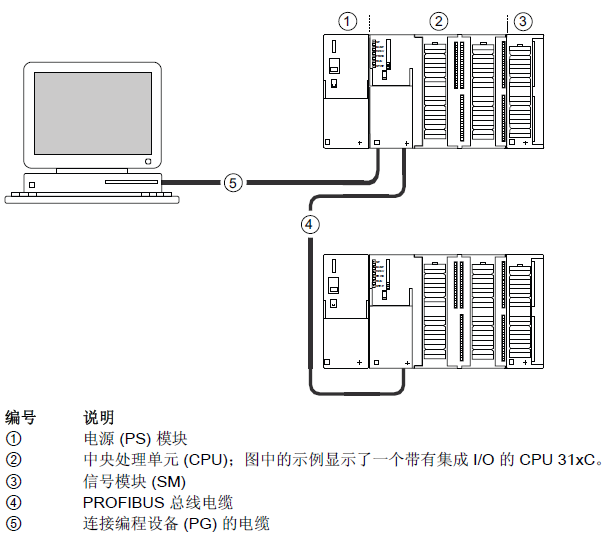 ① ② ③
⑤
④
编号 说明
① 电源 (PS) 模块
② 中央处理单元 (CPU)；图中的示例显示了一个带有集成 I/O 的 CPU 31xC。
③ 信号模块 (SM)
④ PROFIBUS 总线电缆
⑤ 连接编程设备 (PG) 的电缆